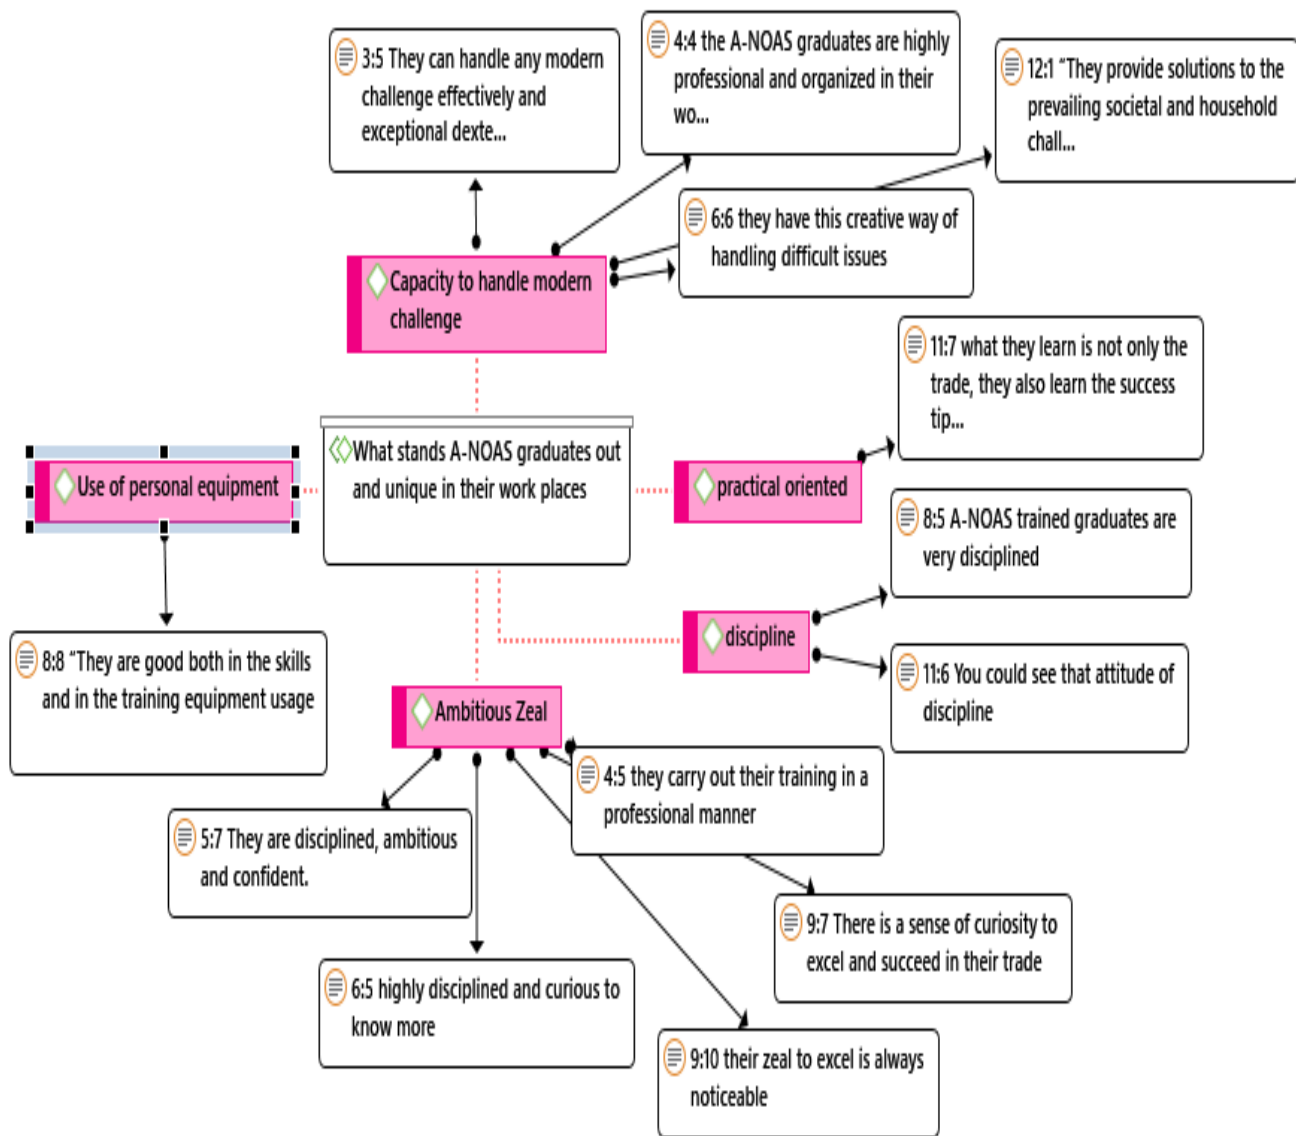 3:5 They can handle any modern
challenge effectively and
exceptional dexte...
4:4 the A-NOAS graduates are highly
professional and organized in their
wo...
12:1 “They provide solutions to the
prevailing societal and household
chall...
6:6 they have this creative way of
handling difficult issues
Capacity to handle modern
challenge
11:7 what they learn is not only the
trade, they also learn the success
tip...
What stands A-NOAS graduates out
and unique in their work places
Use of personal equipment
practical oriented
8:5 A-NOAS trained graduates are
very disciplined
discipline
8:8 “They are good both in the skills
and in the training equipment usage
11:6 You could see that attitude of
discipline
Ambitious Zeal
4:5 they carry out their training in a
professional manner
5:7 They are disciplined, ambitious
and confident.
9:7 There is a sense of curiosity to
excel and succeed in their trade
6:5 highly disciplined and curious to
know more
9:10 their zeal to excel is always
noticeable